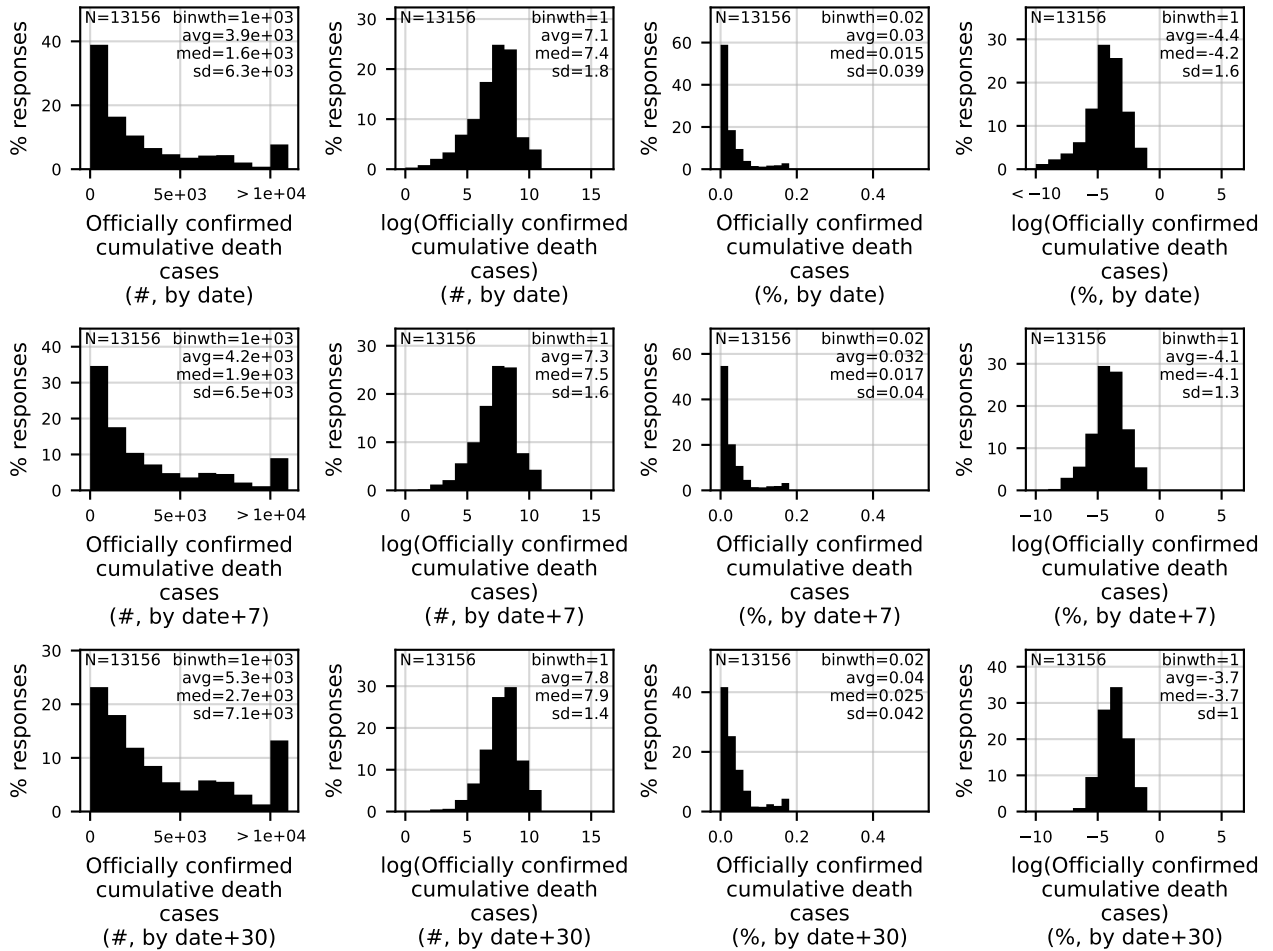 % responses
40
20
0
N=13156 binwth=1e+03
avg=3.9e+03
med=1.6e+03
sd=6.3e+03
0 5e+03 >1e+04
Officially confirmed
cumulative death
cases
(#, by date)
% responses
30
20
10
0
N=13156 binwth=1
avg=7.1
med=7.4
sd=1.8
0 5 10 15
log(Officially confirmed
cumulative death
cases)
(#, by date)
% responses
60
40
20
0
N=13156 binwth=0.02
avg=0.03
med=0.015
sd=0.039
0.0 0.2 0.4
Officially confirmed
cumulative death
cases
(%, by date)
% responses
30
20
10
0
N=13156 binwth=1
avg=-4.4
med=-4.2
sd=1.6
<−10 −5 0 5
log(Officially confirmed
cumulative death
cases)
(%, by date)
% responses
40
30
20
10
0
N=13156 binwth=1e+03
avg=4.2e+03
med=1.9e+03
sd=6.5e+03
0 5e+03 >1e+04
Officially confirmed
cumulative death
cases
(#, by date+7)
% responses
30
20
10
0
N=13156 binwth=1
avg=7.3
med=7.5
sd=1.6
0 5 10 15
log(Officially confirmed
cumulative death
cases)
(#, by date+7)
% responses
60
40
20
0
N=13156 binwth=0.02
avg=0.032
med=0.017
sd=0.04
0.0 0.2 0.4
Officially confirmed
cumulative death
cases
(%, by date+7)
% responses
30
20
10
0
N=13156 binwth=1
avg=-4.1
med=-4.1
sd=1.3
−10 −5 0 5
log(Officially confirmed
cumulative death
cases)
(%, by date+7)
% responses
30
20
10
0
N=13156 binwth=1e+03
avg=5.3e+03
med=2.7e+03
sd=7.1e+03
0 5e+03 >1e+04
Officially confirmed
cumulative death
cases
(#, by date+30)
% responses
30
20
10
0
N=13156 binwth=1
avg=7.8
med=7.9
sd=1.4
0 5 10 15
log(Officially confirmed
cumulative death
cases)
(#, by date+30)
% responses
40
20
0
N=13156 binwth=0.02
avg=0.04
med=0.025
sd=0.042
0.0 0.2 0.4
Officially confirmed
cumulative death
cases
(%, by date+30)
% responses
40
30
20
10
0
N=13156 binwth=1
avg=-3.7
med=-3.7
sd=1
−10 −5 0 5
log(Officially confirmed
cumulative death
cases)
(%, by date+30)